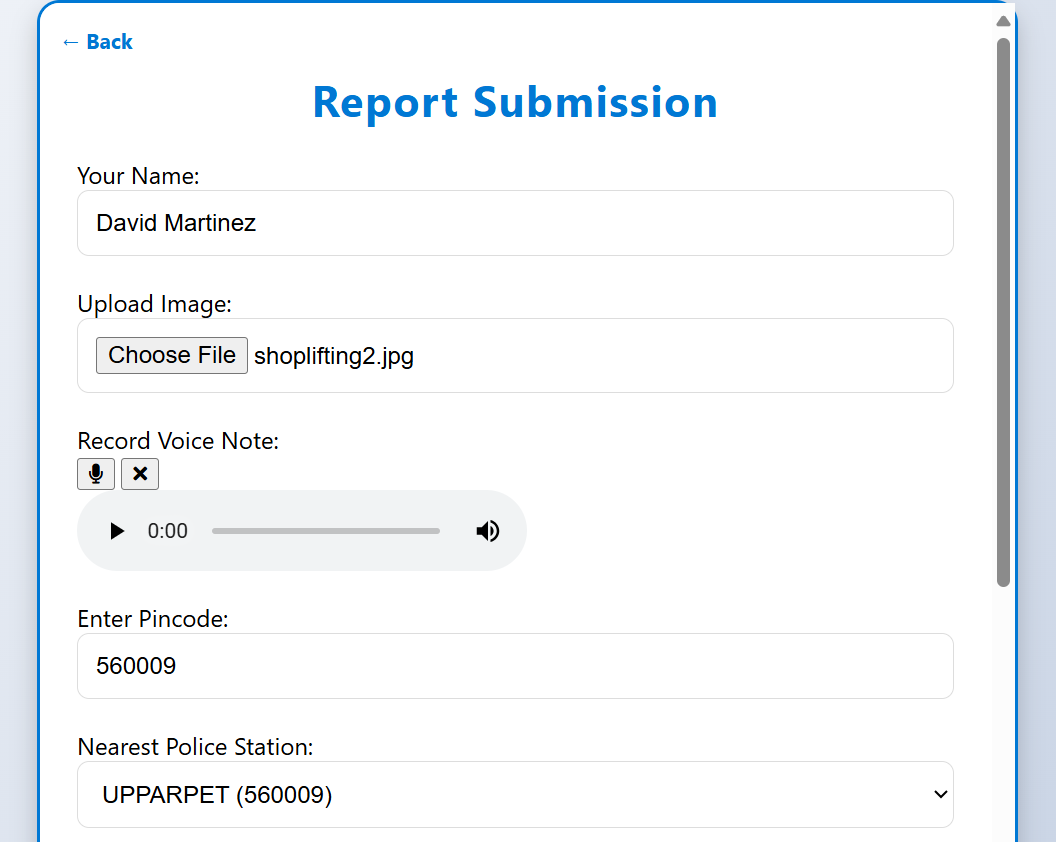 ← Back
Report Submission
Your Name:
David Martinez
Upload Image:
Choose File shoplifting2.jpg
Record Voice Note:
0:00
Enter Pincode:
560009
Nearest Police Station:
UPPARPET (560009)